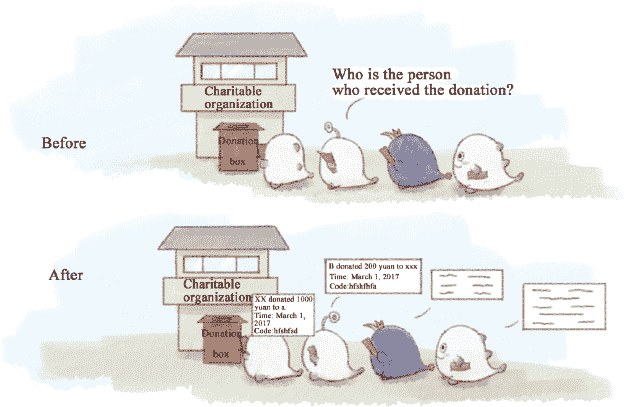 Charitable
organization
Who is the person
who received the donation?
Before
Donation
box
After
Charitable
organization
XX donated 1000
yuan to a.
Time: March 1,
2017
Code hfshfzd
B donated 200 yuan to xxx
Time: March 1, 2017
Code:hfshfhfa
Donation
box